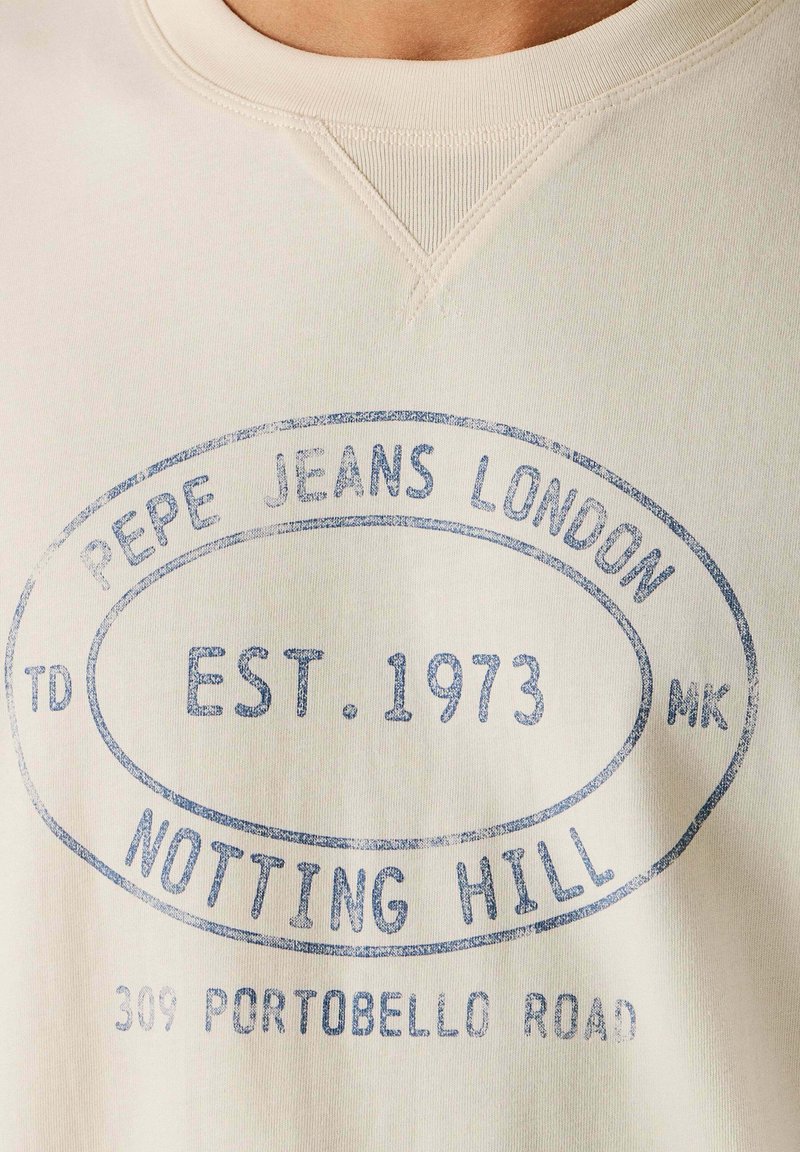 PEPE JEANS LONDON
TD
EST.1973
MK
NOTTING HILL
309 PORTOBELLO ROAD